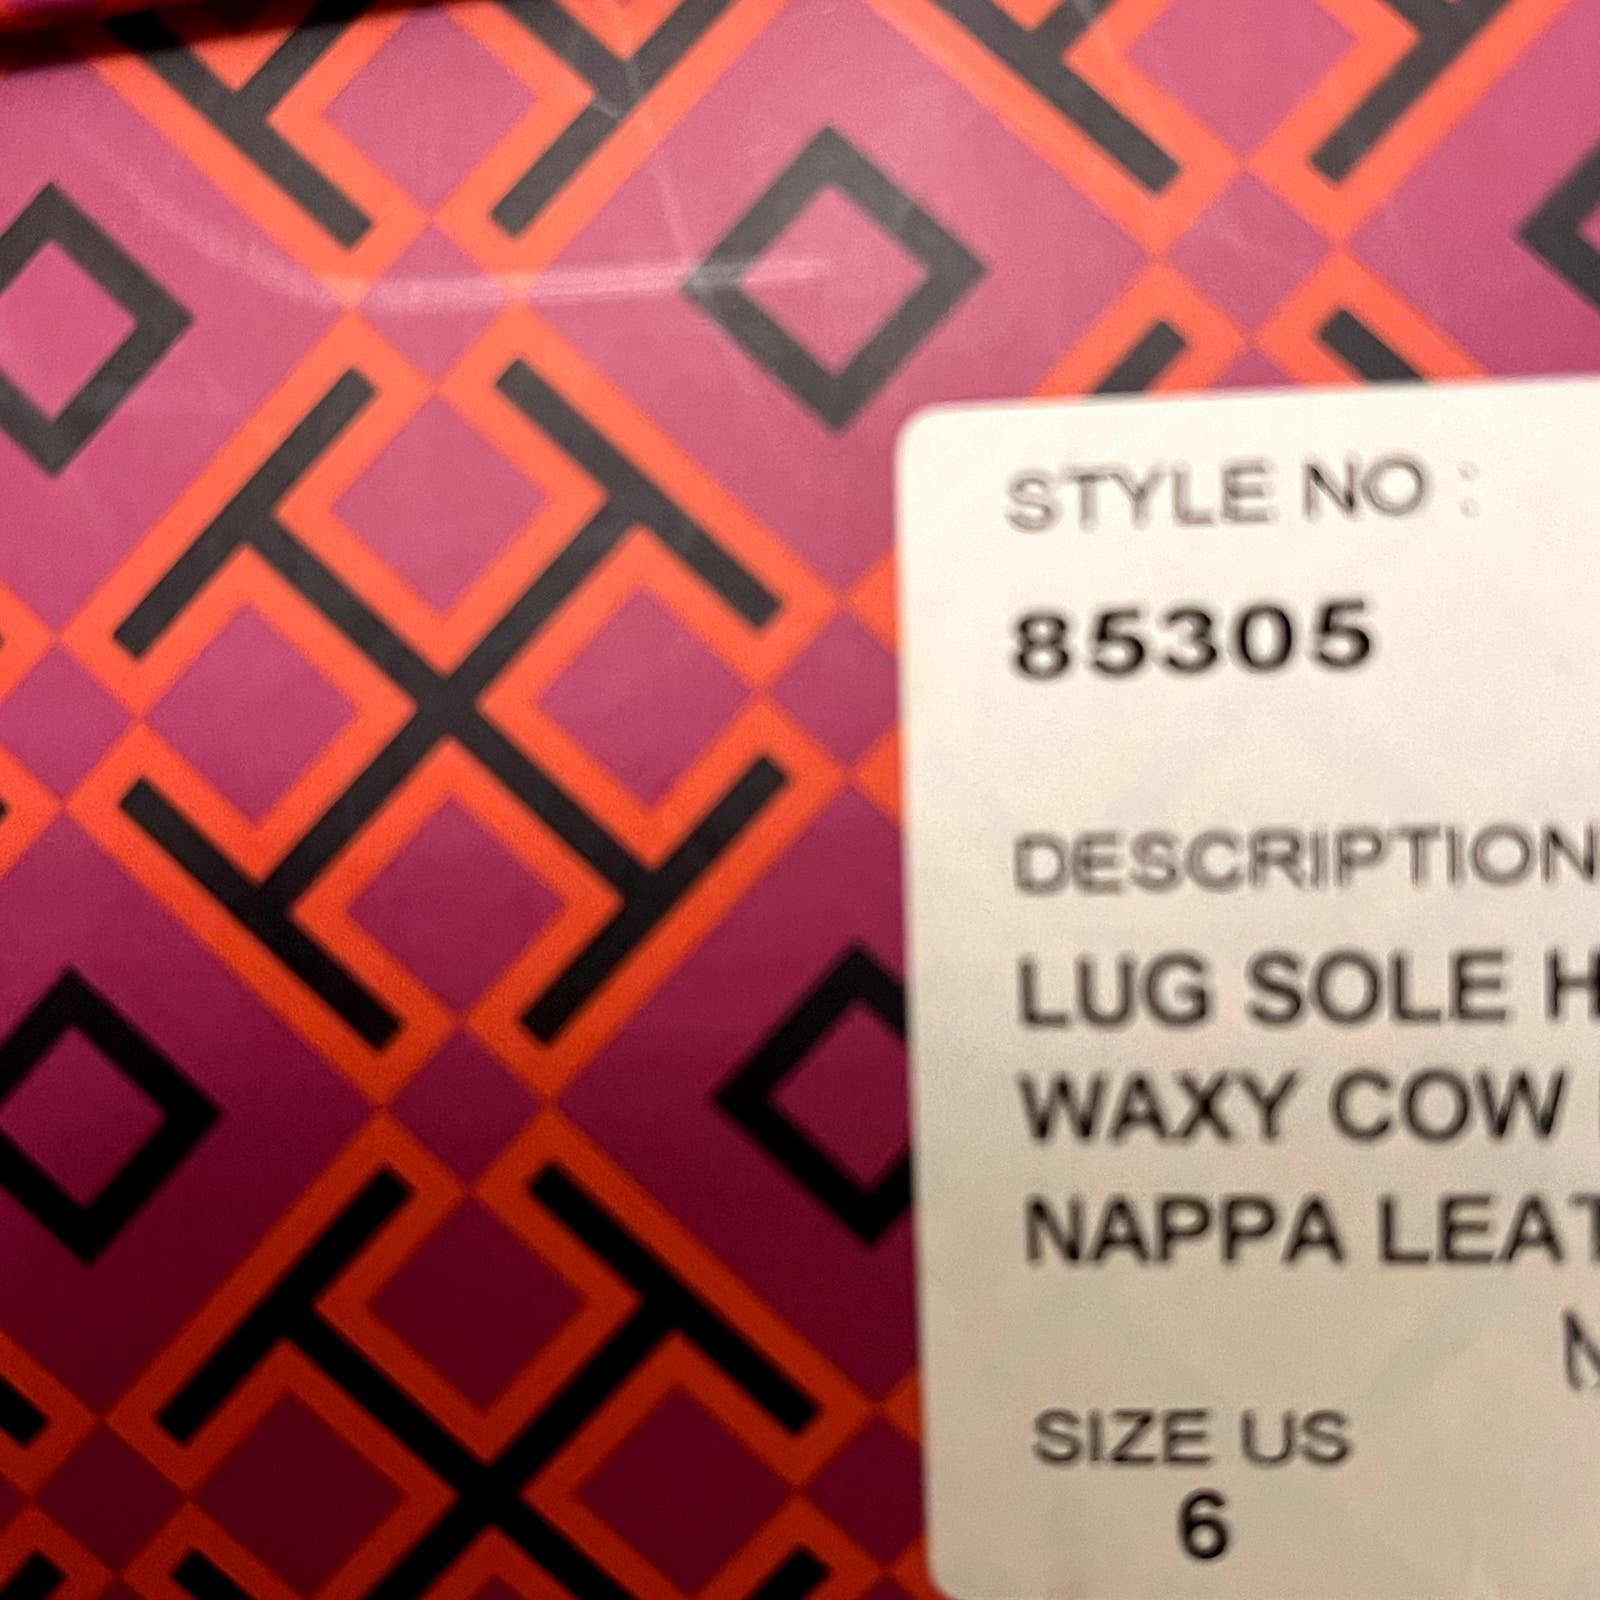 STYLE NO :
85305
DESCRIPTION
LUG SOLE H
WAXY COW
NAPPA LEAT
N
SIZE US
6